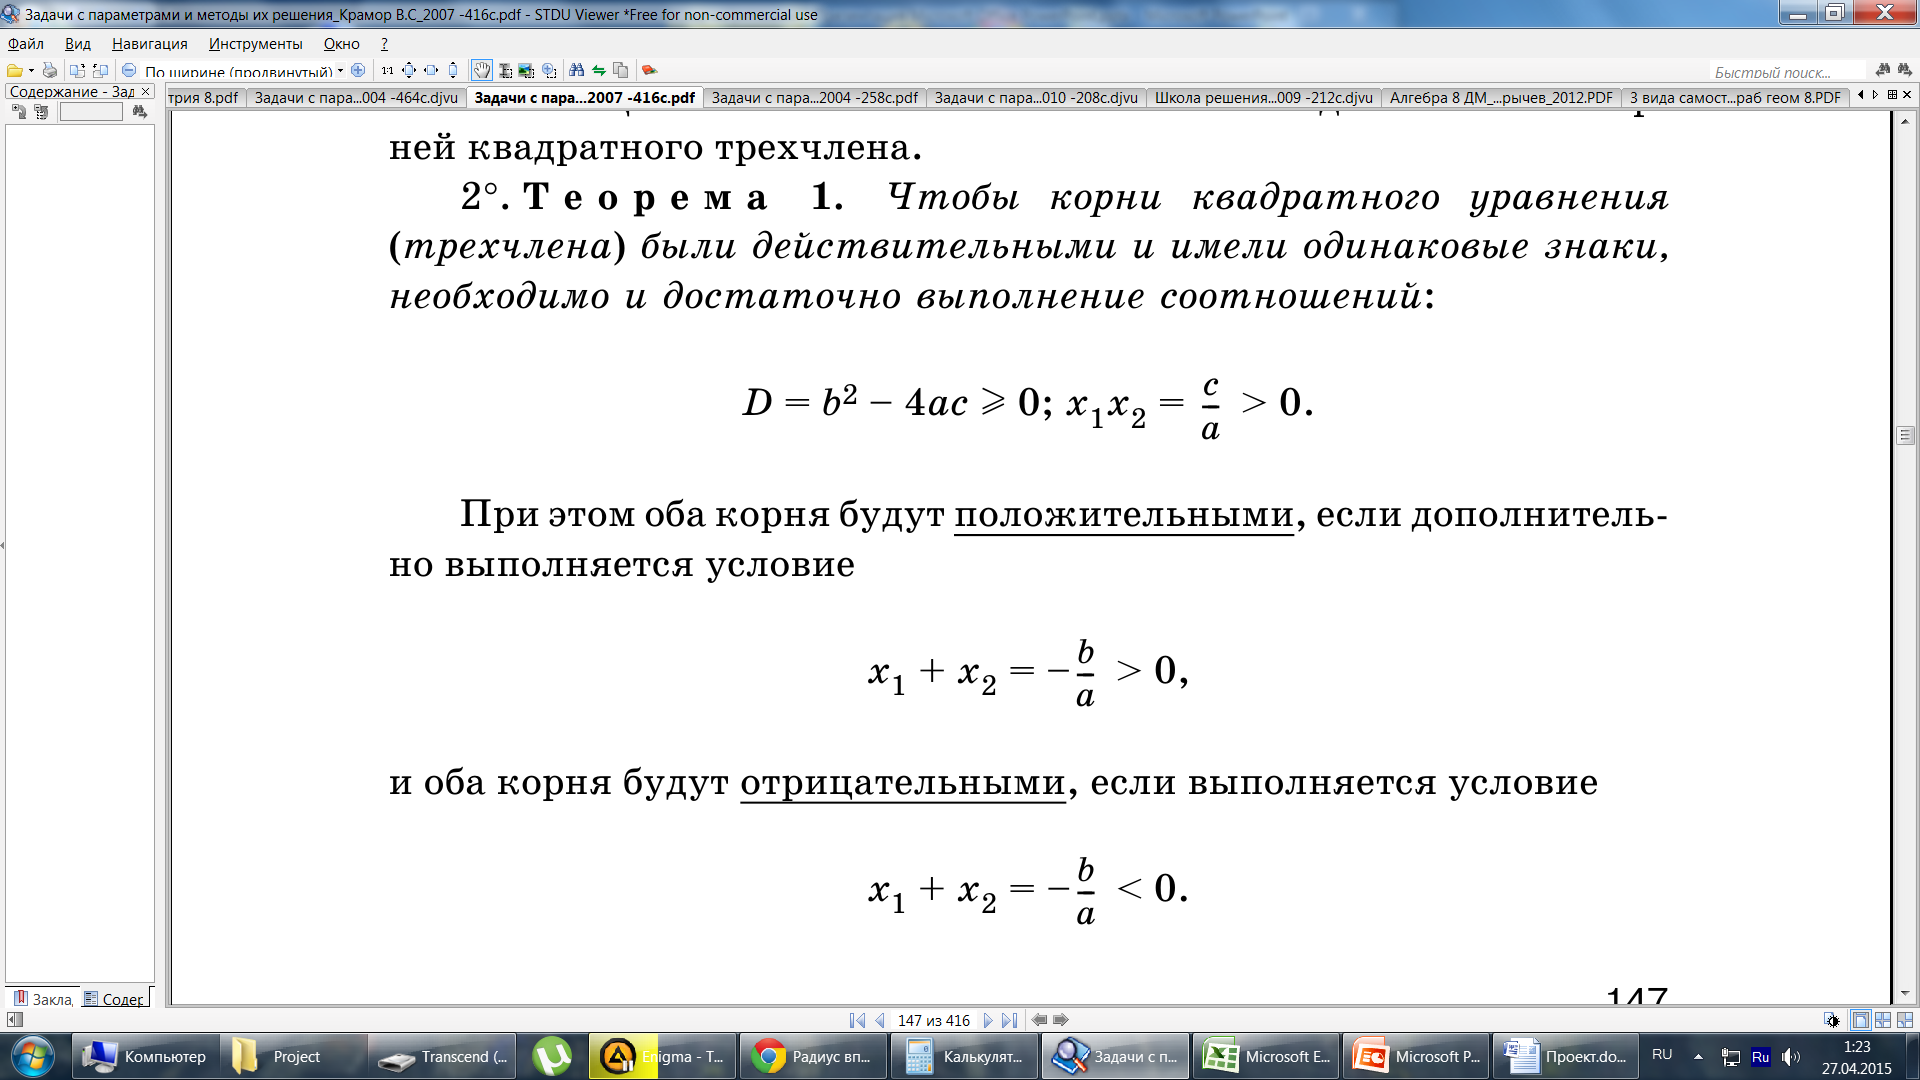 Задачи с параметрами и методы их решения_Крамор В.С_2007 -416с.pdf - STDU Viewer *Free for non-commercial use
Файл Вид Навигация Инструменты Окно ?
По ширине (продвинутый) 1:1 Быстрый поиск...
Содержание - Зад
трия 8.pdf Задачи с пара...004 -464с.djvu Задачи с пара...2007 -416с.pdf Задачи с пара...2004 -258с.pdf Задачи с пара...010 -208с.djvu Школа решения...009 -212с.djvu Алгебра 8 ДМ_...рычев_2012.PDF 3 вида самост...раб геом 8.PDF
ней квадратного трехчлена.
2°. Теорема 1. Чтобы корни квадратного уравнения
(трехчлена) были действительными и имели одинаковые знаки,
необходимо и достаточно выполнение соотношений:
D = b² − 4ac ⩾ 0; x₁x₂ = c/a > 0.
При этом оба корня будут положительными, если дополнитель-
но выполняется условие
x₁ + x₂ = −b/a > 0,
и оба корня будут отрицательными, если выполняется условие
x₁ + x₂ = −b/a < 0.
147
Закла, Содер
147 из 416
Компьютер Project Transcend (... Enigma - T... Радиус вп... Калькулят... Задачи с п... Microsoft E... Microsoft P... Проект.do... RU Ru 1:23
27.04.2015